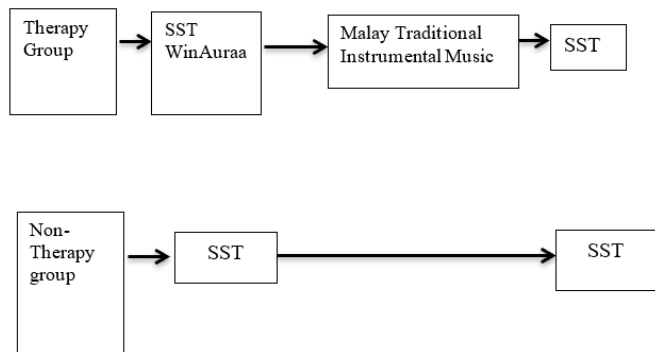 Therapy
Group
SST
WinAuraa
Malay Traditional
Instrumental Music
SST
Non-
Therapy
group
SST
SST